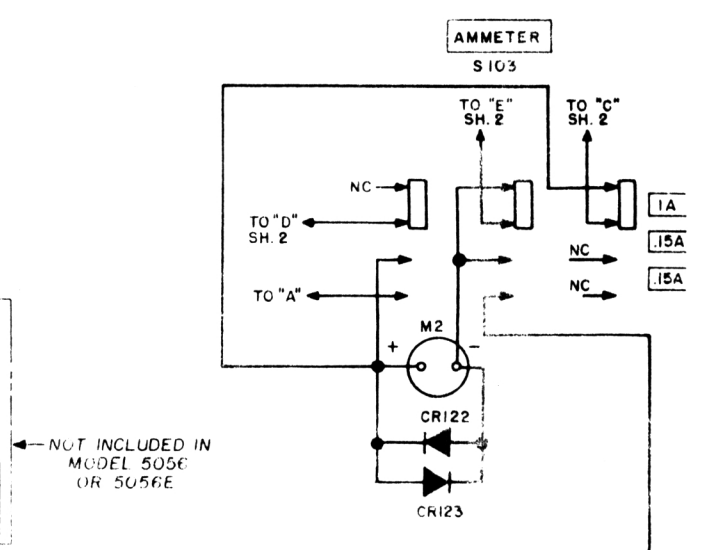 AMMETER
S103
TO "E"
SH. 2
TO "C"
SH. 2
NC
1A
TO "D"
SH. 2
.15A
NC
.15A
NC
TO "A"
M2
+
-
CR122
NOT INCLUDED IN
MODEL 5056
OR 5056E
CR123